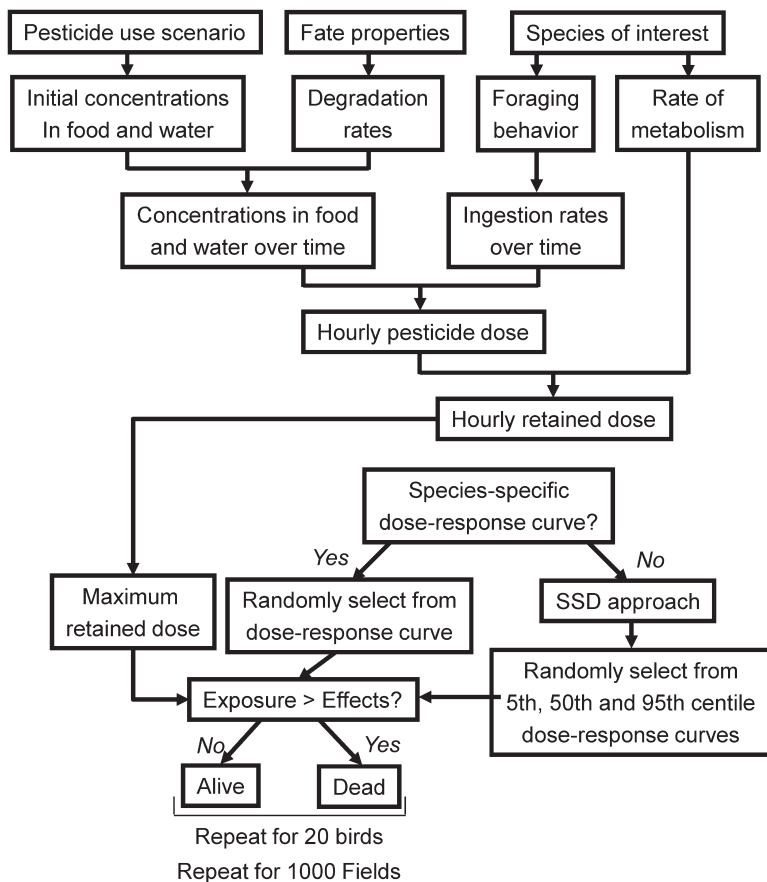 Pesticide use scenario
Fate properties
Species of interest
Initial concentrations
In food and water
Degradation
rates
Foraging
behavior
Rate of
metabolism
Concentrations in food
and water over time
Ingestion rates
over time
Hourly pesticide dose
Hourly retained dose
Species-specific
dose-response curve?
Yes
No
Maximum
retained dose
Randomly select from
dose-response curve
SSD approach
Randomly select from
5th, 50th and 95th centile
dose-response curves
Exposure > Effects?
No
Yes
Alive
Dead
Repeat for 20 birds
Repeat for 1000 Fields